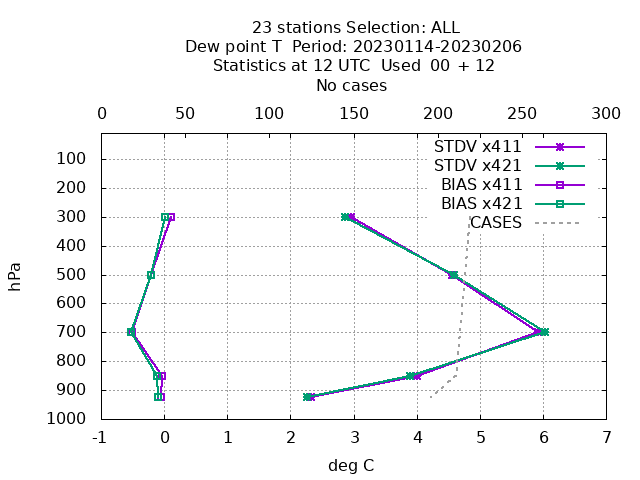 23 stations Selection: ALL
Dew point T  Period: 20230114-20230206
Statistics at 12 UTC  Used  00 + 12
No cases
0 50 100 150 200 250 300
STDV x411
STDV x421
BIAS x411
BIAS x421
CASES
hPa
100
200
300
400
500
600
700
800
900
1000
-1 0 1 2 3 4 5 6 7
deg C